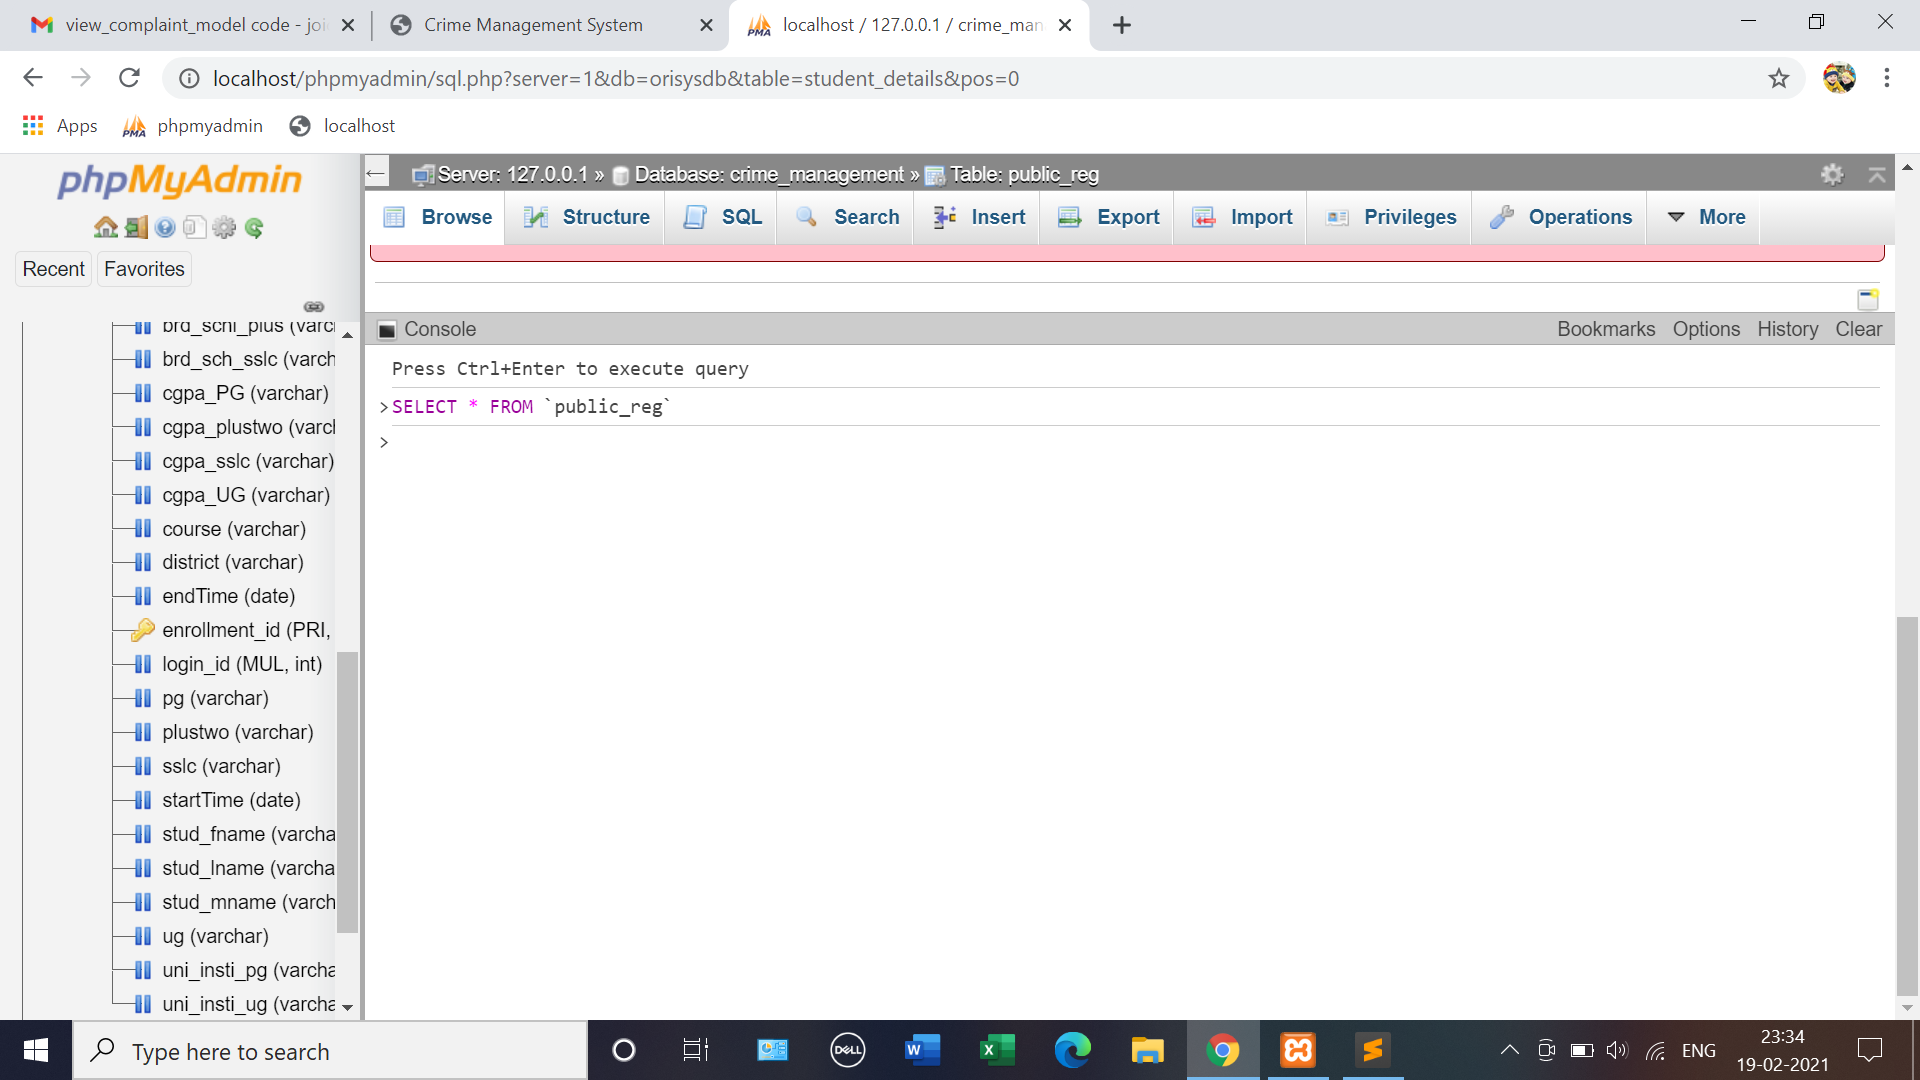 view_complaint_model code - joi
Crime Management System
localhost / 127.0.0.1 / crime_man
localhost/phpmyadmin/sql.php?server=1&db=orisysdb&table=student_details&pos=0
Apps
phpmyadmin
localhost
phpMyAdmin
Recent
Favorites
brd_schl_plus (varc
brd_sch_sslc (varch
cgpa_PG (varchar)
cgpa_plustwo (varcl
cgpa_sslc (varchar)
cgpa_UG (varchar)
course (varchar)
district (varchar)
endTime (date)
enrollment_id (PRI,
login_id (MUL, int)
pg (varchar)
plustwo (varchar)
sslc (varchar)
startTime (date)
stud_fname (varcha
stud_lname (varcha
stud_mname (varch
ug (varchar)
uni_insti_pg (varcha
uni_insti_ug (varcha
Server: 127.0.0.1 » Database: crime_management » Table: public_reg
Browse Structure SQL Search Insert Export Import Privileges Operations More
Console
Bookmarks Options History Clear
Press Ctrl+Enter to execute query
>SELECT * FROM `public_reg`
>
Type here to search
DELL
ENG
23:34
19-02-2021